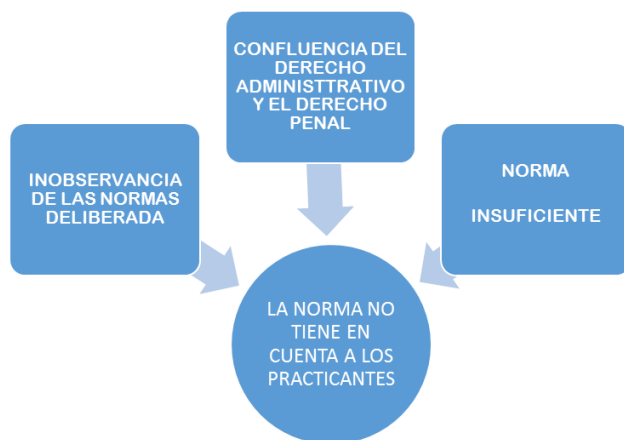 CONFLUENCIA DEL
DERECHO
ADMINISTTRATIVO
Y EL DERECHO
PENAL
INOBSERVANCIA
DE LAS NORMAS
DELIBERADA
NORMA
INSUFICIENTE
LA NORMA NO
TIENE EN
CUENTA A LOS
PRACTICANTES